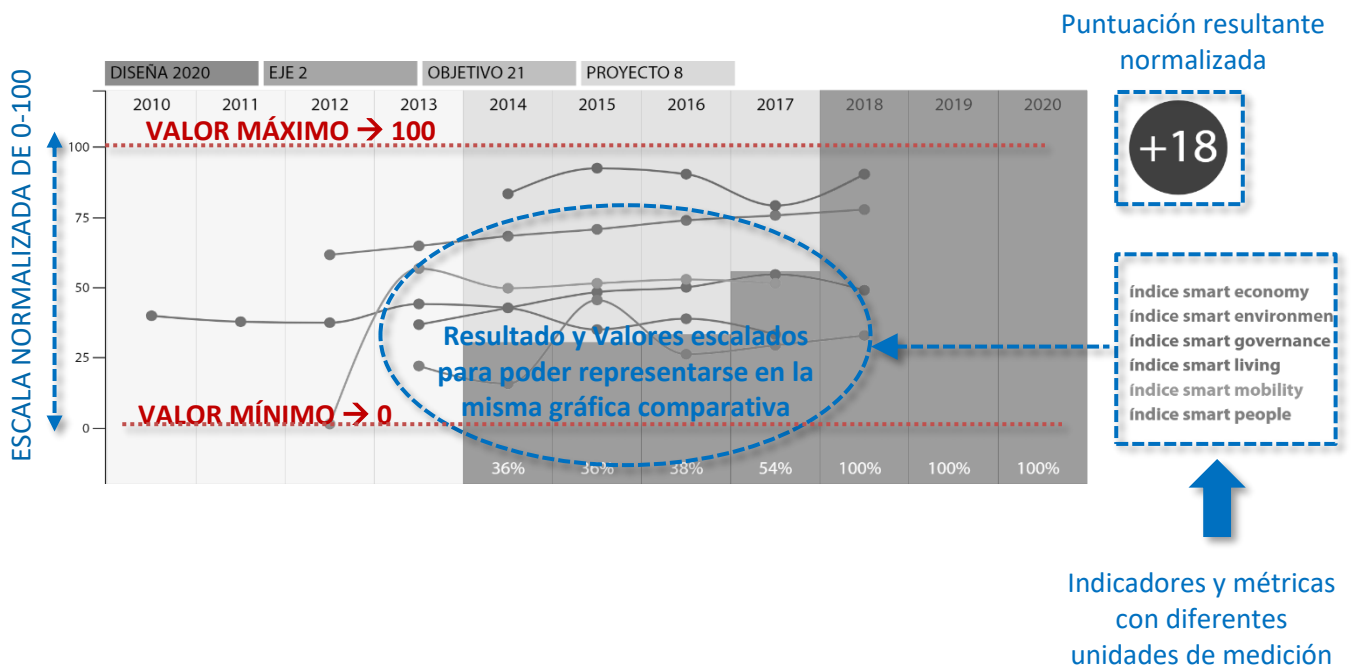 Puntuación resultante
normalizada
+18
DISEÑA 2020 EJE 2 OBJETIVO 21 PROYECTO 8
2010 2011 2012 2013 2014 2015 2016 2017 2018 2019 2020
VALOR MÁXIMO → 100
ESCALA NORMALIZADA DE 0-100
100
75
50
25
0
Resultado y Valores escalados
para poder representarse en la
misma gráfica comparativa
VALOR MÍNIMO → 0
36% 36% 38% 54% 100% 100% 100%
índice smart economy
índice smart environmen
índice smart governance
índice smart living
índice smart mobility
índice smart people
Indicadores y métricas
con diferentes
unidades de medición